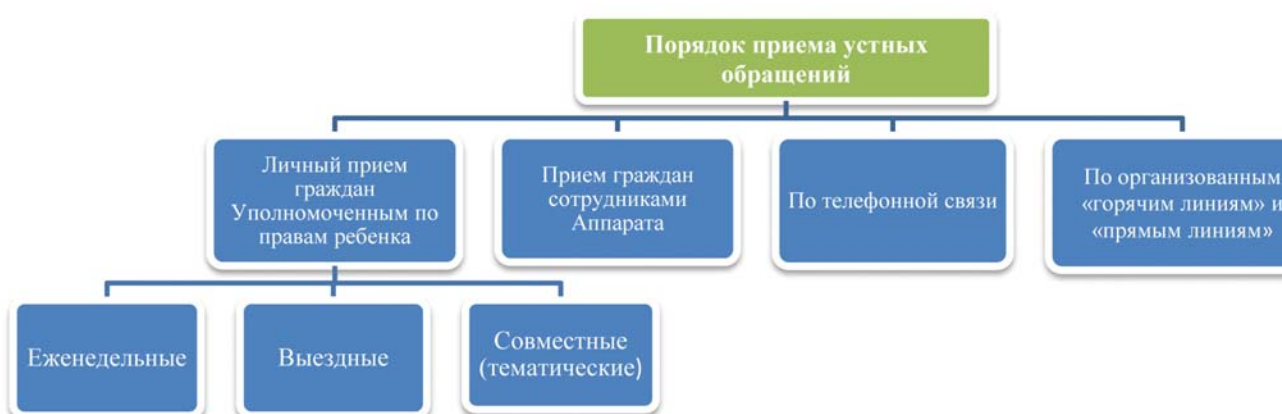 Порядок приема устных
обращений
Личный прием
граждан
Уполномоченным по
правам ребенка
Прием граждан
сотрудниками
Аппарата
По телефонной связи
По организованным
«горячим линиям» и
«прямым линиям»
Еженедельные
Выездные
Совместные
(тематические)